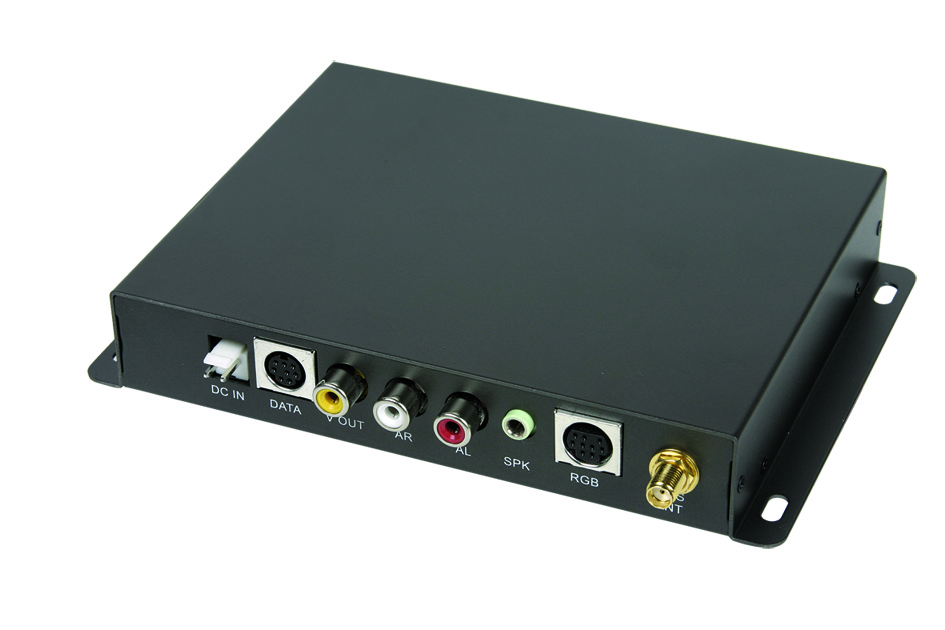 DC IN
DATA
V OUT
AR
AL
SPK
RGB